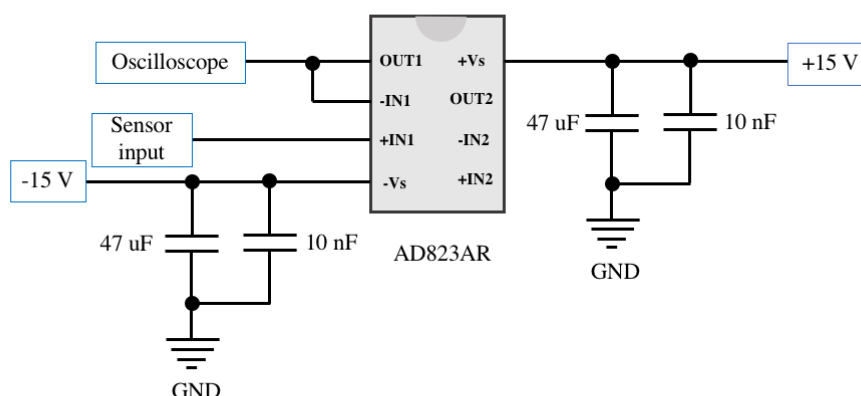 Oscilloscope
OUT1
+Vs
+15 V
-IN1
OUT2
Sensor
input
+IN1
-IN2
47 uF
10 nF
-15 V
-Vs
+IN2
47 uF
10 nF
AD823AR
GND
GND